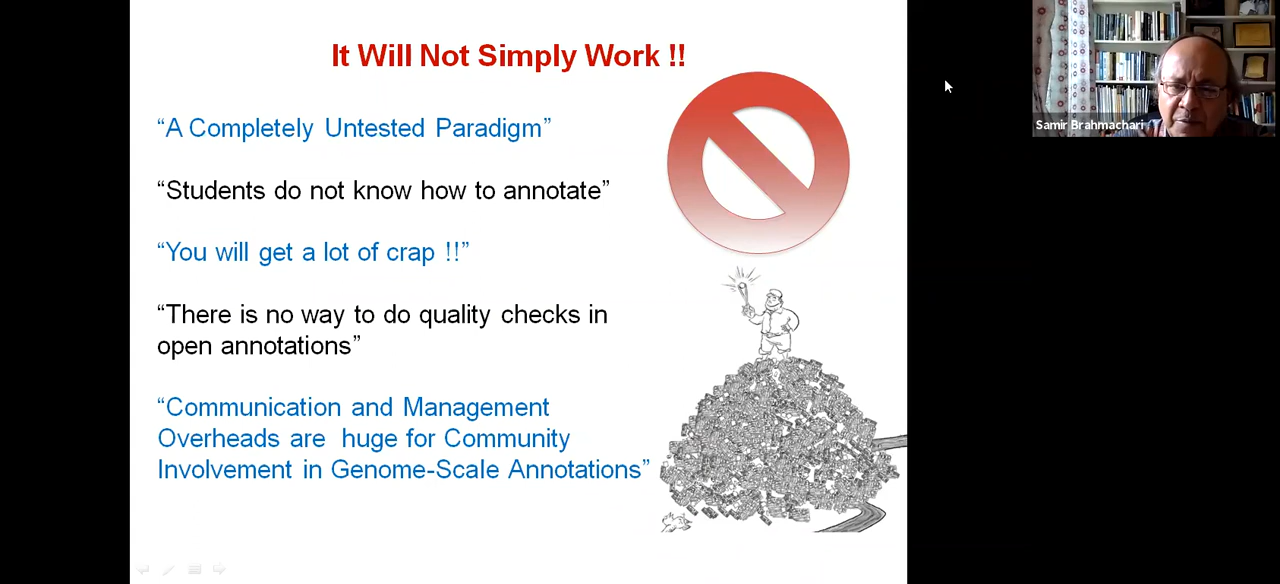 It Will Not Simply Work !!
“A Completely Untested Paradigm”
“Students do not know how to annotate”
“You will get a lot of crap !!”
“There is no way to do quality checks in
open annotations”
“Communication and Management
Overheads are huge for Community
Involvement in Genome-Scale Annotations”
Samir Brahmachari